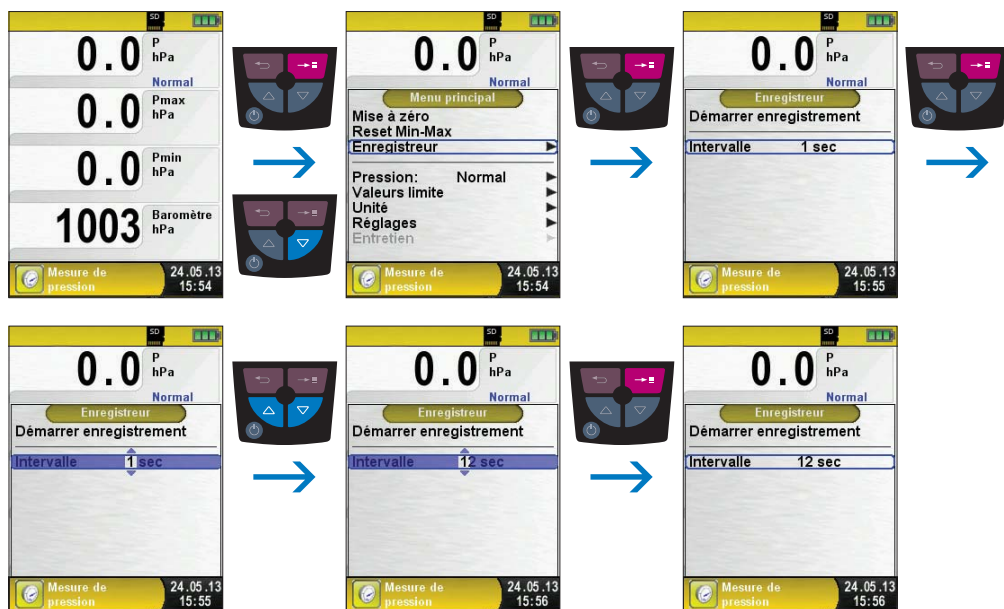 SD
0.0 P hPa
Normal
0.0 Pmax hPa
0.0 Pmin hPa
1003 Baromètre hPa
Mesure de pression 24.05.13 15:54
SD
0.0 P hPa
Normal
Menu principal
Mise à zéro
Reset Min-Max
Enregistreur
Pression: Normal
Valeurs limite
Unité
Réglages
Entretien
Mesure de pression 24.05.13 15:54
SD
0.0 P hPa
Normal
Enregistreur
Démarrer enregistrement
Intervalle 1 sec
Mesure de pression 24.05.13 15:55
SD
0.0 P hPa
Normal
Enregistreur
Démarrer enregistrement
Intervalle 1 sec
Mesure de pression 24.05.13 15:55
SD
0.0 P hPa
Normal
Enregistreur
Démarrer enregistrement
Intervalle 12 sec
Mesure de pression 24.05.13 15:56
SD
0.0 P hPa
Normal
Enregistreur
Démarrer enregistrement
Intervalle 12 sec
Mesure de pression 24.05.13 15:56